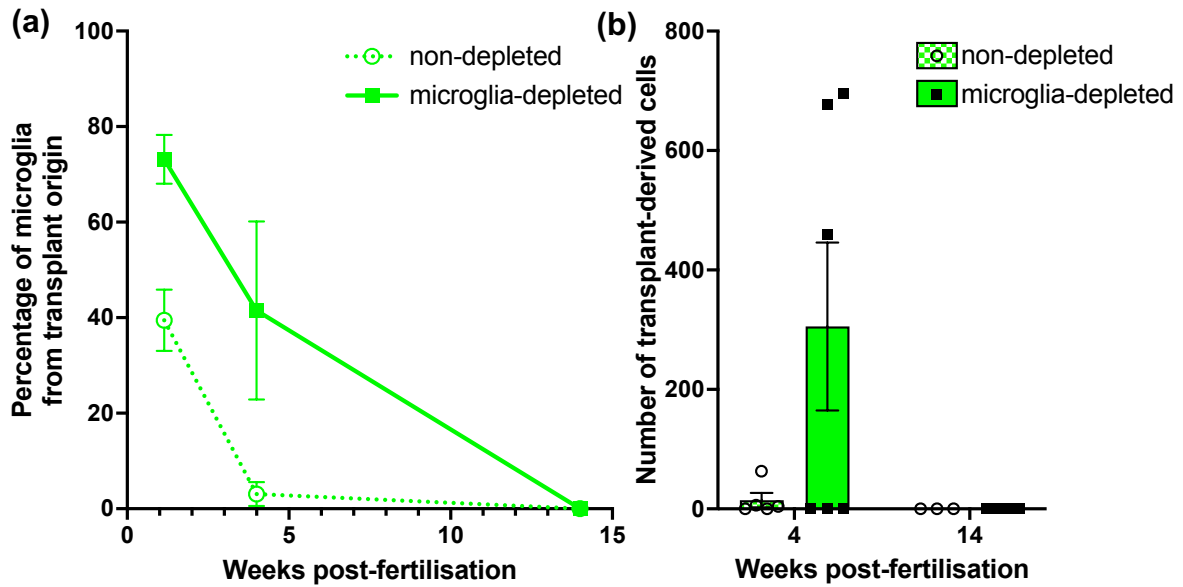 (a)
Percentage of microglia
from transplant origin
100
80
60
40
20
0
0
5
10
15
Weeks post-fertilisation
non-depleted
microglia-depleted
(b)
Number of transplant-derived cells
800
600
400
200
0
4
14
Weeks post-fertilisation
non-depleted
microglia-depleted